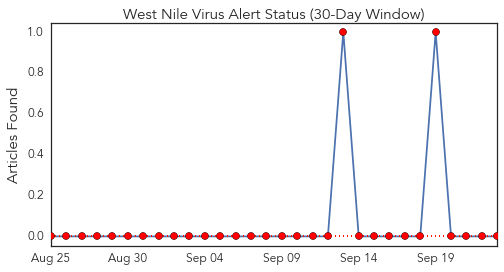 West Nile Virus Alert Status (30-Day Window)
Articles Found
1.0
0.8
0.6
0.4
0.2
0.0
Aug 25 Aug 30 Sep 04 Sep 09 Sep 14 Sep 19